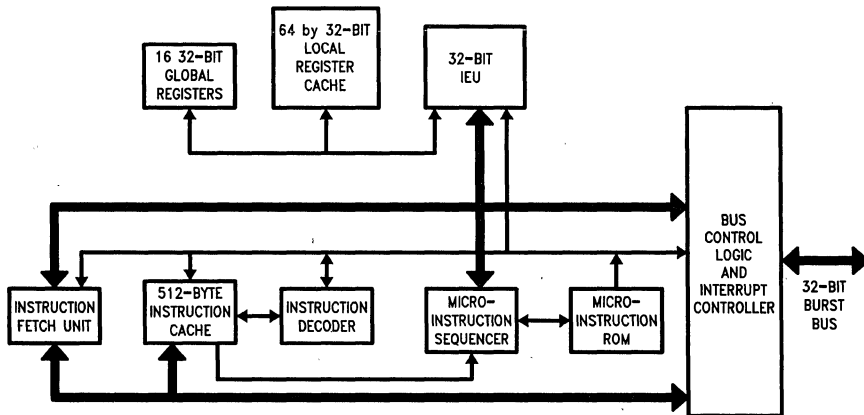 16 32-BIT
GLOBAL
REGISTERS
64 by 32-BIT
LOCAL
REGISTER
CACHE
32-BIT
IEU
BUS
CONTROL
LOGIC
AND
INTERRUPT
CONTROLLER
32-BIT
BURST
BUS
INSTRUCTION
FETCH UNIT
512-BYTE
INSTRUCTION
CACHE
INSTRUCTION
DECODER
MICRO-
INSTRUCTION
SEQUENCER
MICRO-
INSTRUCTION
ROM